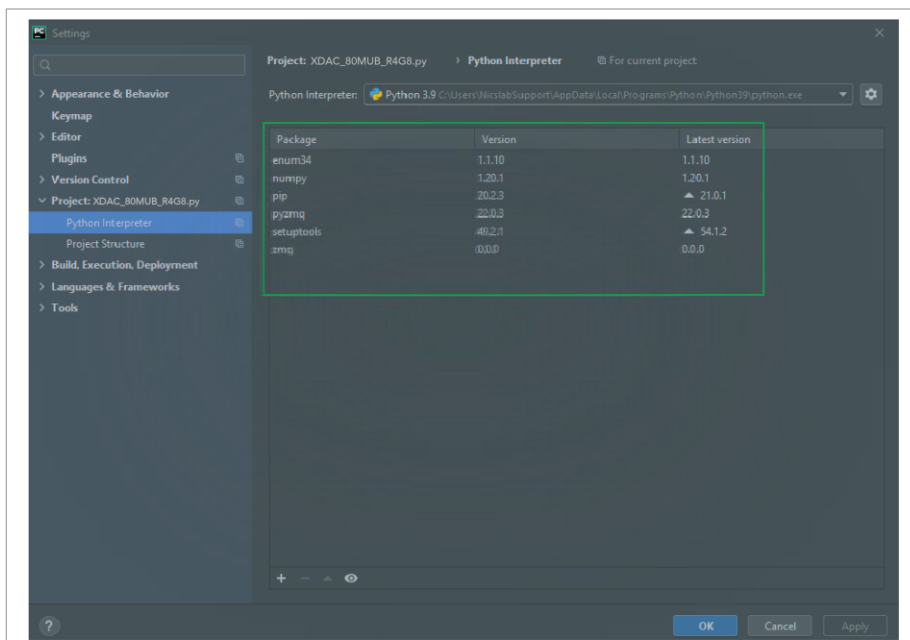 PC Settings
Project: XDAC_80MUB_R4G8.py › Python Interpreter For current project
Python Interpreter: Python 3.9 C:\Users\NicslabSupport\AppData\Local\Programs\Python\Python39\python.exe
Appearance & Behavior
Keymap
Editor
Plugins
Version Control
Project: XDAC_80MUB_R4G8.py
Python Interpreter
Project Structure
Build, Execution, Deployment
Languages & Frameworks
Tools
Package Version Latest version
enum34 1.1.10 1.1.10
numpy 1.20.1 1.20.1
pip 20.2.3 21.0.1
pyzmq 22.0.3 22.0.3
setuptools 49.2.1 54.1.2
zmq 0.0.0 0.0.0
? OK Cancel Apply